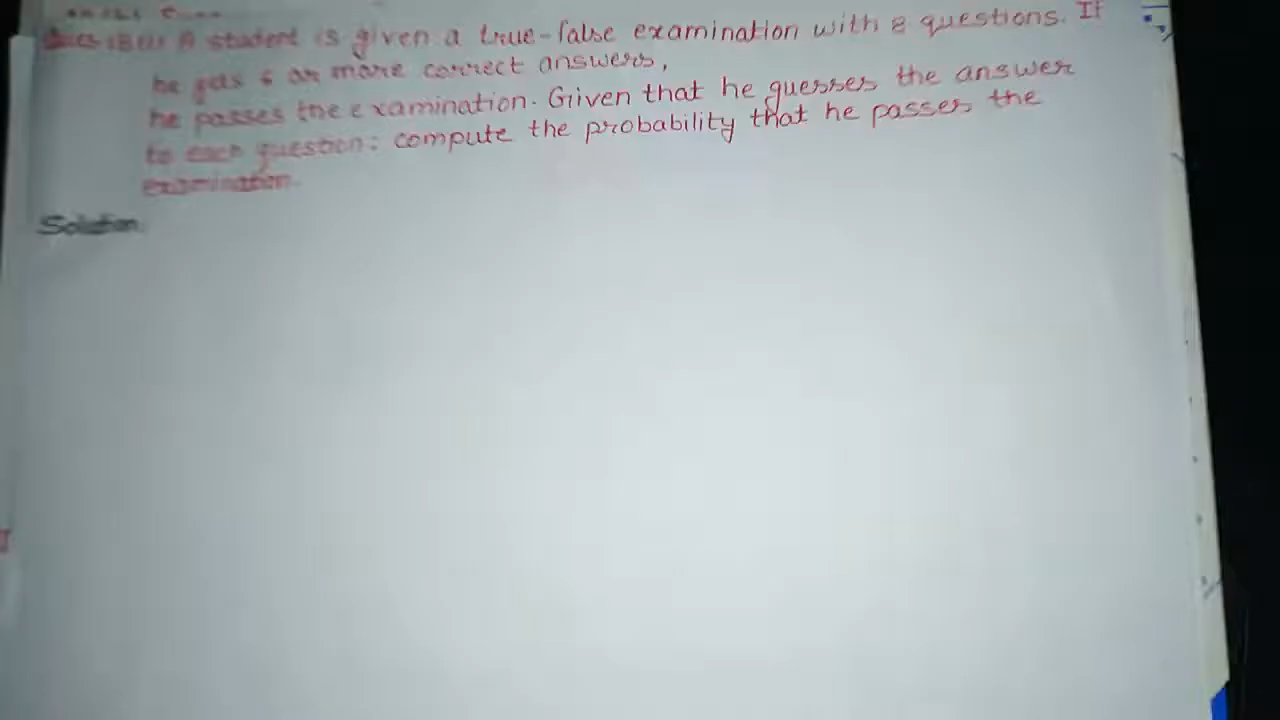 A student is given a true-false examination with 8 questions. If
he gets 6 or more correct answers,
he passes the examination. Given that he guesses the answer
to each question: compute the probability that he passes the
examination.
Solution: